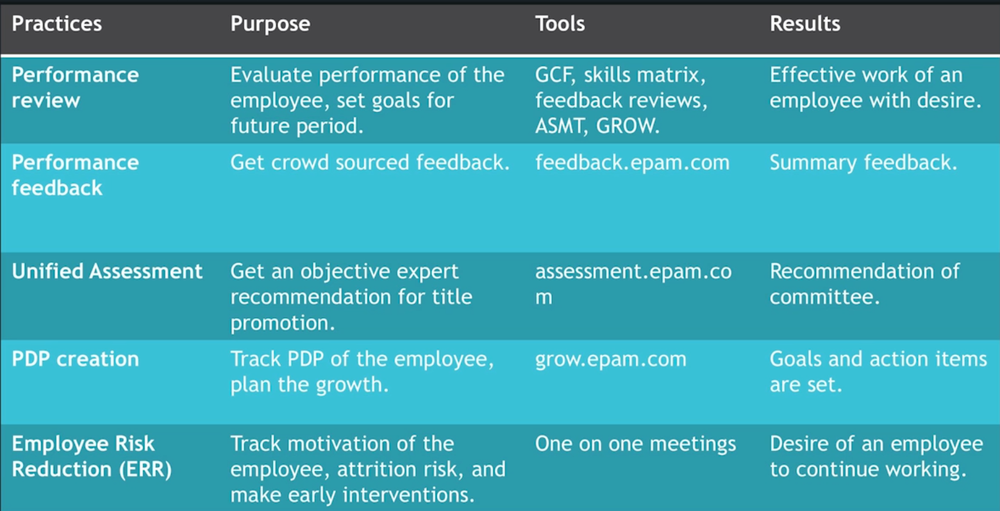 Practices Purpose Tools Results
Performance review
Evaluate performance of the employee, set goals for future period.
GCF, skills matrix, feedback reviews, ASMT, GROW.
Effective work of an employee with desire.
Performance feedback
Get crowd sourced feedback.
feedback.epam.com
Summary feedback.
Unified Assessment
Get an objective expert recommendation for title promotion.
assessment.epam.com
Recommendation of committee.
PDP creation
Track PDP of the employee, plan the growth.
grow.epam.com
Goals and action items are set.
Employee Risk Reduction (ERR)
Track motivation of the employee, attrition risk, and make early interventions.
One on one meetings
Desire of an employee to continue working.